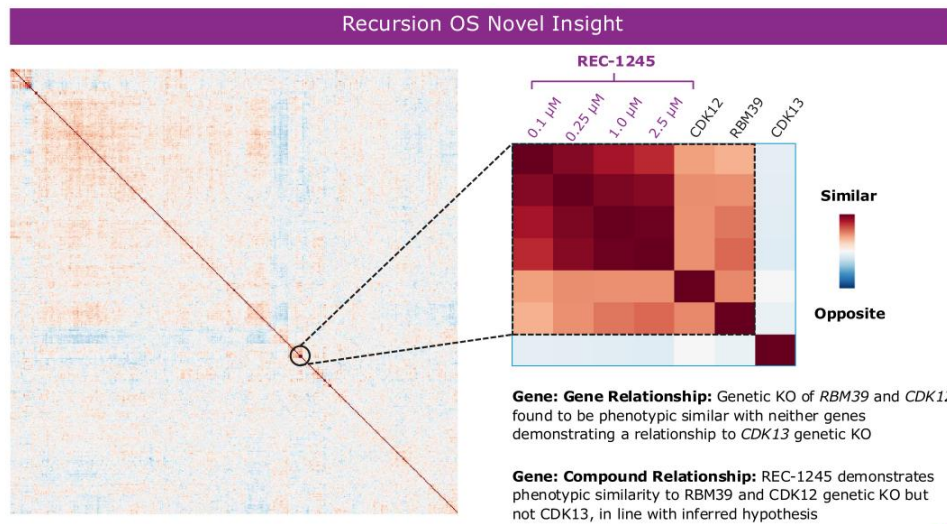 Recursion OS Novel Insight
REC-1245
0.1 µM
0.25 µM
1.0 µM
2.5 µM
CDK12
RBM39
CDK13
Similar
Opposite
Gene: Gene Relationship: Genetic KO of RBM39 and CDK12
found to be phenotypic similar with neither genes
demonstrating a relationship to CDK13 genetic KO
Gene: Compound Relationship: REC-1245 demonstrates
phenotypic similarity to RBM39 and CDK12 genetic KO but
not CDK13, in line with inferred hypothesis